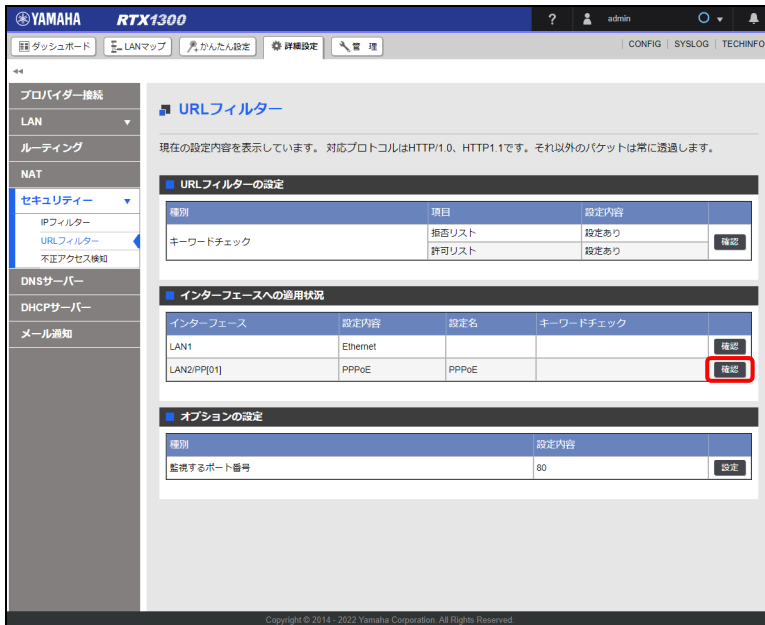 YAMAHA RTX1300 ? admin
ダッシュボード LANマップ かんたん設定 詳細設定 管 理 CONFIG SYSLOG TECHINFO
プロバイダー接続
LAN
ルーティング
NAT
セキュリティー
IPフィルター
URLフィルター
不正アクセス検知
DNSサーバー
DHCPサーバー
メール通知
URLフィルター
現在の設定内容を表示しています。 対応プロトコルはHTTP/1.0、HTTP1.1です。それ以外のパケットは常に透過します。
URLフィルターの設定
種別 項目 設定内容
キーワードチェック 拒否リスト 設定あり 確認
許可リスト 設定あり
インターフェースへの適用状況
インターフェース 設定内容 設定名 キーワードチェック
LAN1 Ethernet 確認
LAN2/PP[01] PPPoE PPPoE 確認
オプションの設定
種別 設定内容
監視するポート番号 80 設定
Copyright © 2014 - 2022 Yamaha Corporation. All Rights Reserved.